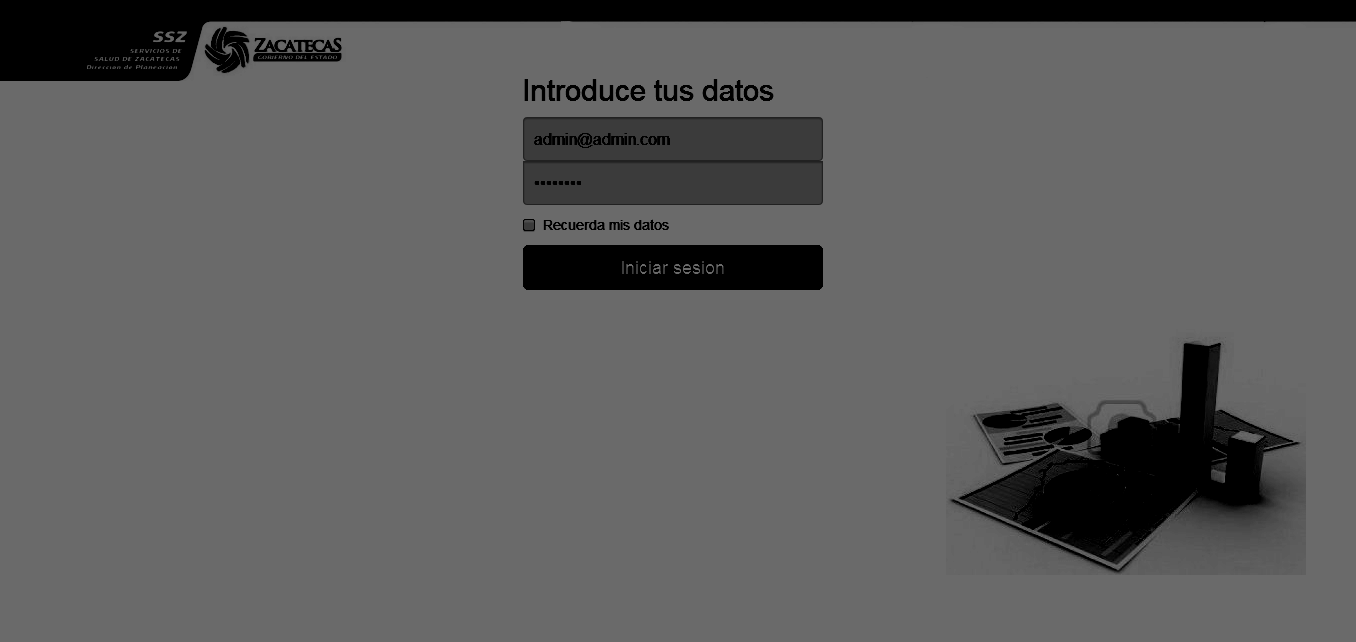 SSZ
SERVICIOS DE
SALUD DE ZACATECAS
Dirección de Planeación
ZACATECAS
GOBIERNO DEL ESTADO
Introduce tus datos
admin@admin.com
••••••••
Recuerda mis datos
Iniciar sesion